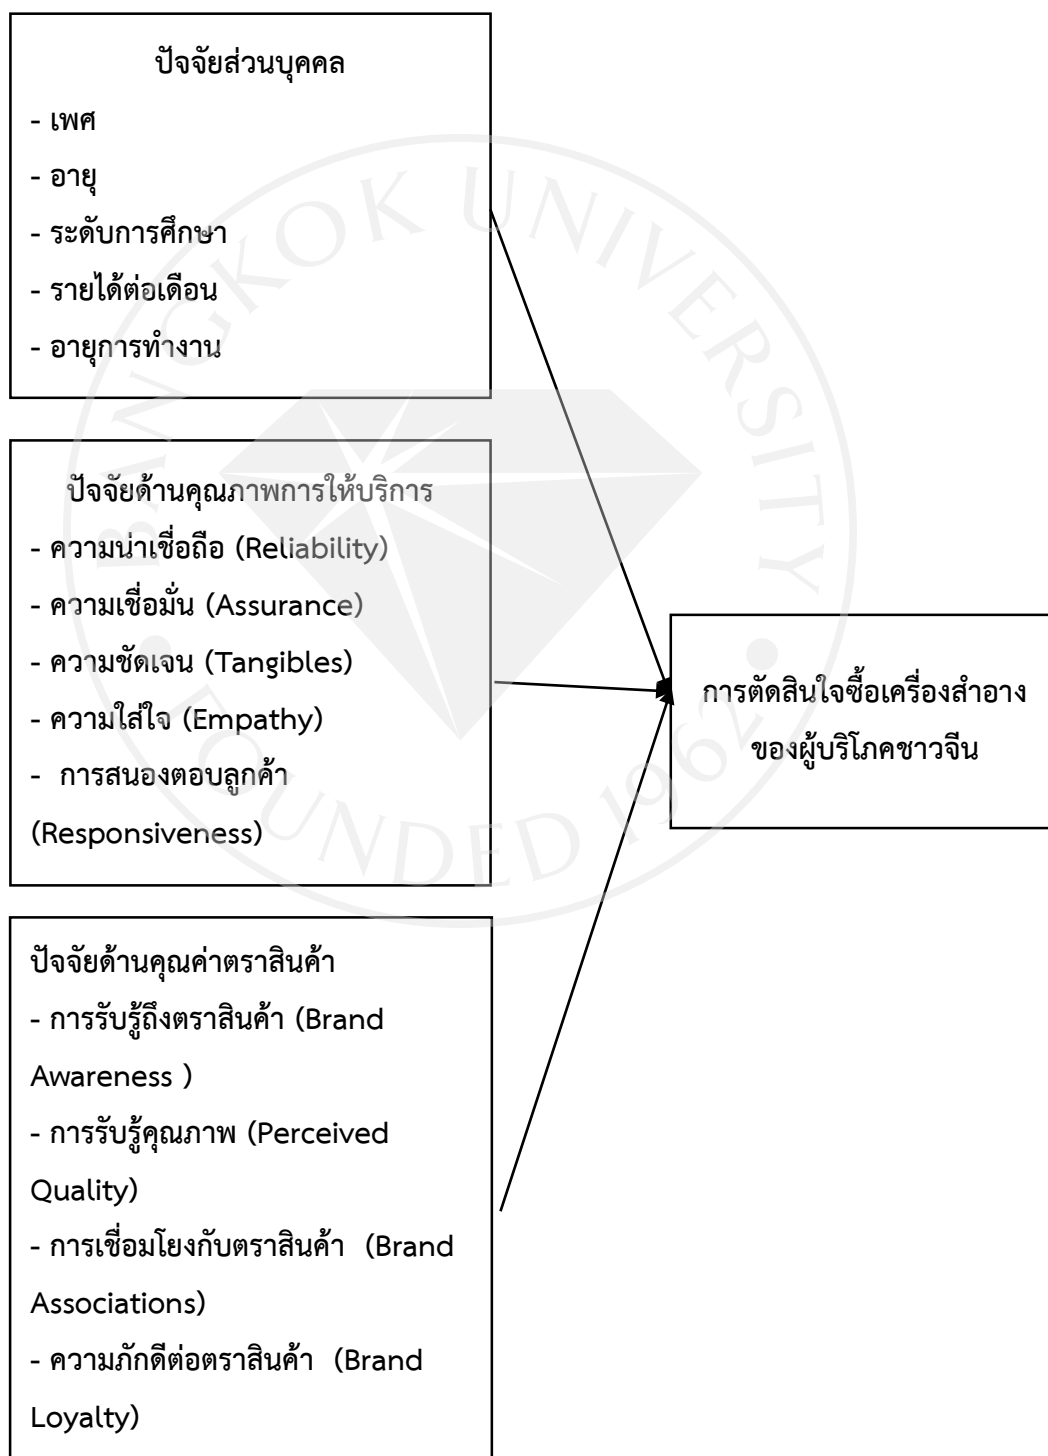 ปัจจัยส่วนบุคคล
- เพศ
- อายุ
- ระดับการศึกษา
- รายได้ต่อเดือน
- อายุการทำงาน
ปัจจัยด้านคุณภาพการให้บริการ
- ความน่าเชื่อถือ (Reliability)
- ความเชื่อมั่น (Assurance)
- ความชัดเจน (Tangibles)
- ความใส่ใจ (Empathy)
- การสนองตอบลูกค้า
(Responsiveness)
ปัจจัยด้านคุณค่าตราสินค้า
- การรับรู้ถึงตราสินค้า (Brand
Awareness )
- การรับรู้คุณภาพ (Perceived
Quality)
- การเชื่อมโยงกับตราสินค้า (Brand
Associations)
- ความภักดีต่อตราสินค้า (Brand
Loyalty)
การตัดสินใจซื้อเครื่องสำอาง
ของผู้บริโภคชาวจีน
BANGKOK UNIVERSITY
FOUNDED 1962